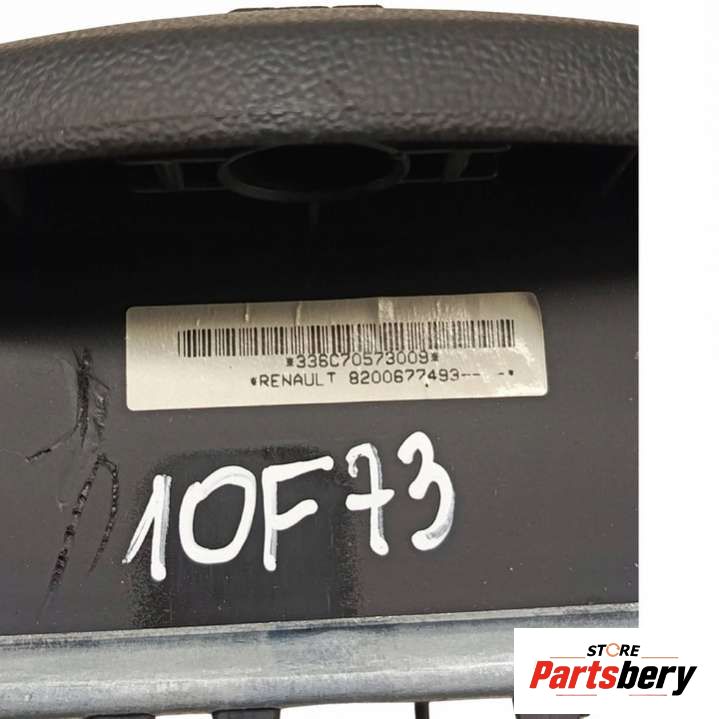 *336C70573009*
*RENAULT 8200677493-- -*
10F73
STORE
Partsbery